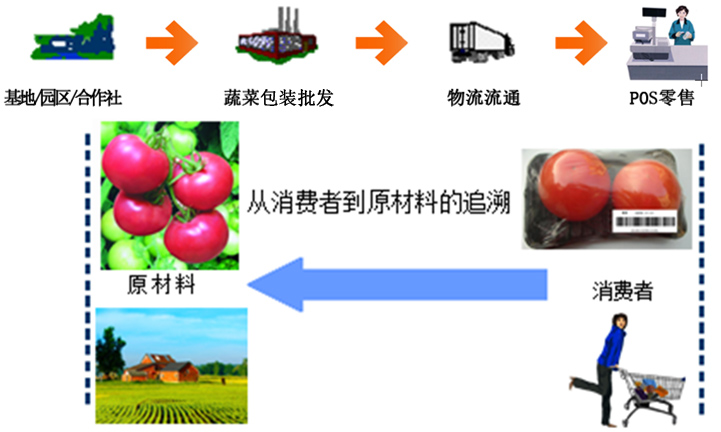 基地/园区/合作社
蔬菜包装批发
物流流通
POS零售
从消费者到原材料的追溯
原材料
消费者